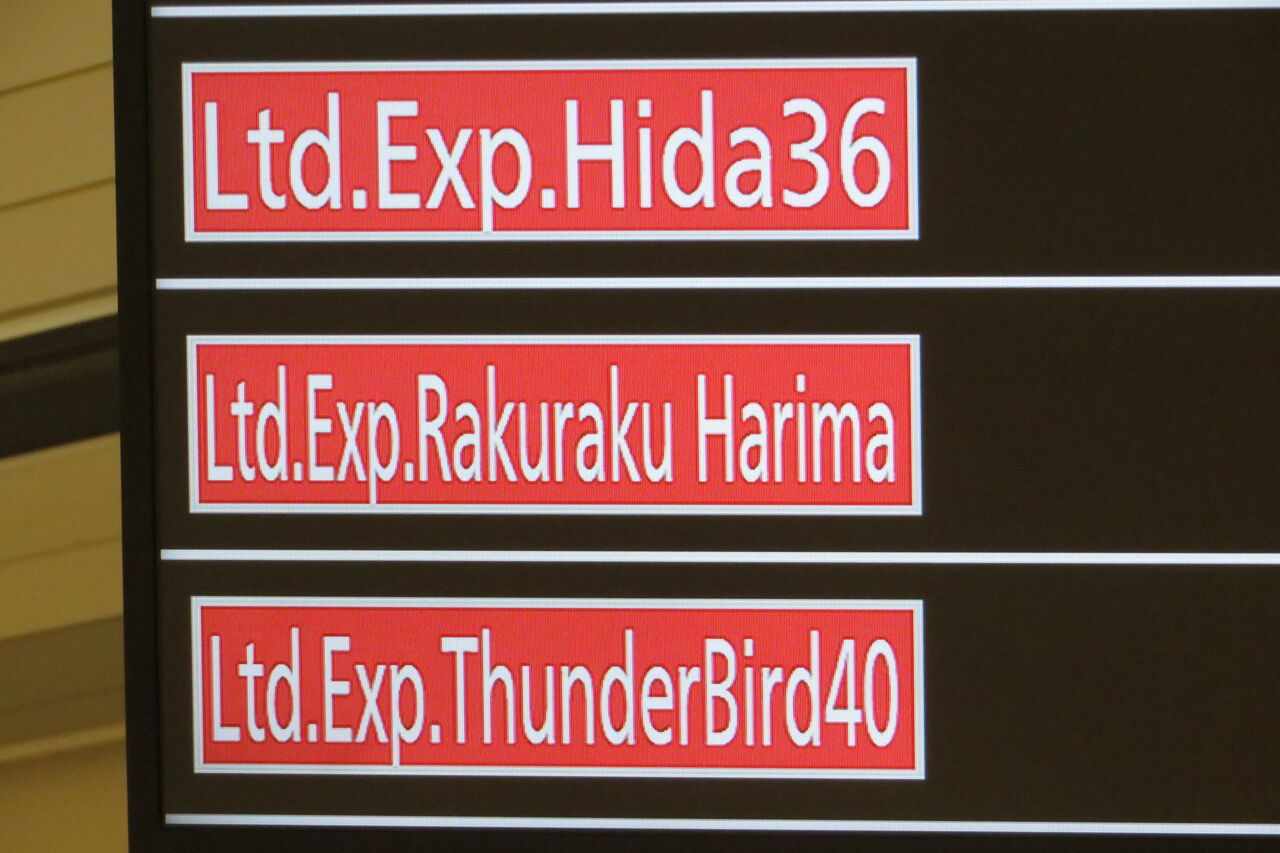 Ltd.Exp.Hida36
Ltd.Exp.Rakuraku Harima
Ltd.Exp.ThunderBird40